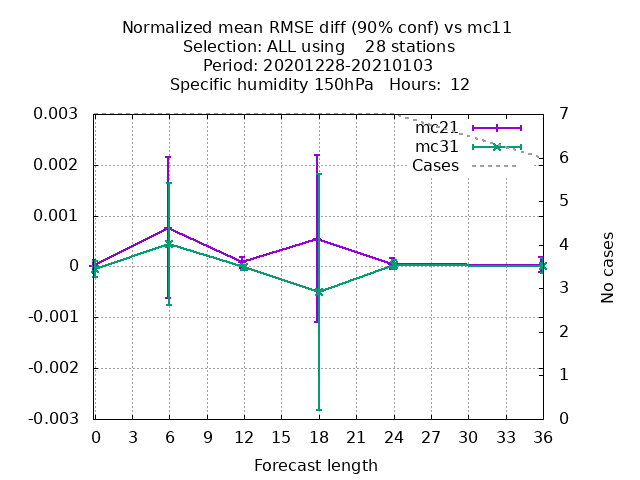 Normalized mean RMSE diff (90% conf) vs mc11
Selection: ALL using    28 stations
Period: 20201228-20210103
Specific humidity 150hPa   Hours:  12
0.003
0.002
0.001
0
-0.001
-0.002
-0.003
7
6
5
4
3
2
1
0
mc21
mc31
Cases
No cases
0 3 6 9 12 15 18 21 24 27 30 33 36
Forecast length